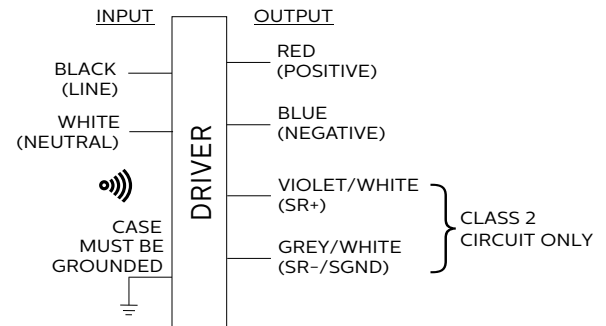 INPUT
OUTPUT
BLACK
(LINE)
WHITE
(NEUTRAL)
CASE
MUST BE
GROUNDED
DRIVER
RED
(POSITIVE)
BLUE
(NEGATIVE)
VIOLET/WHITE
(SR+)
GREY/WHITE
(SR-/SGND)
CLASS 2
CIRCUIT ONLY